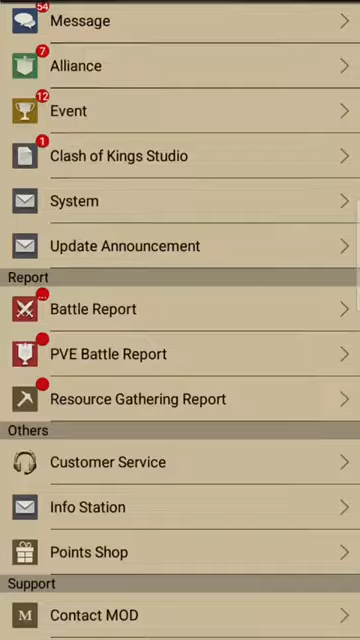 54
Message
7
Alliance
12
Event
1
Clash of Kings Studio
System
Update Announcement
Report
...
Battle Report
PVE Battle Report
Resource Gathering Report
Others
Customer Service
Info Station
Points Shop
Support
M
Contact MOD